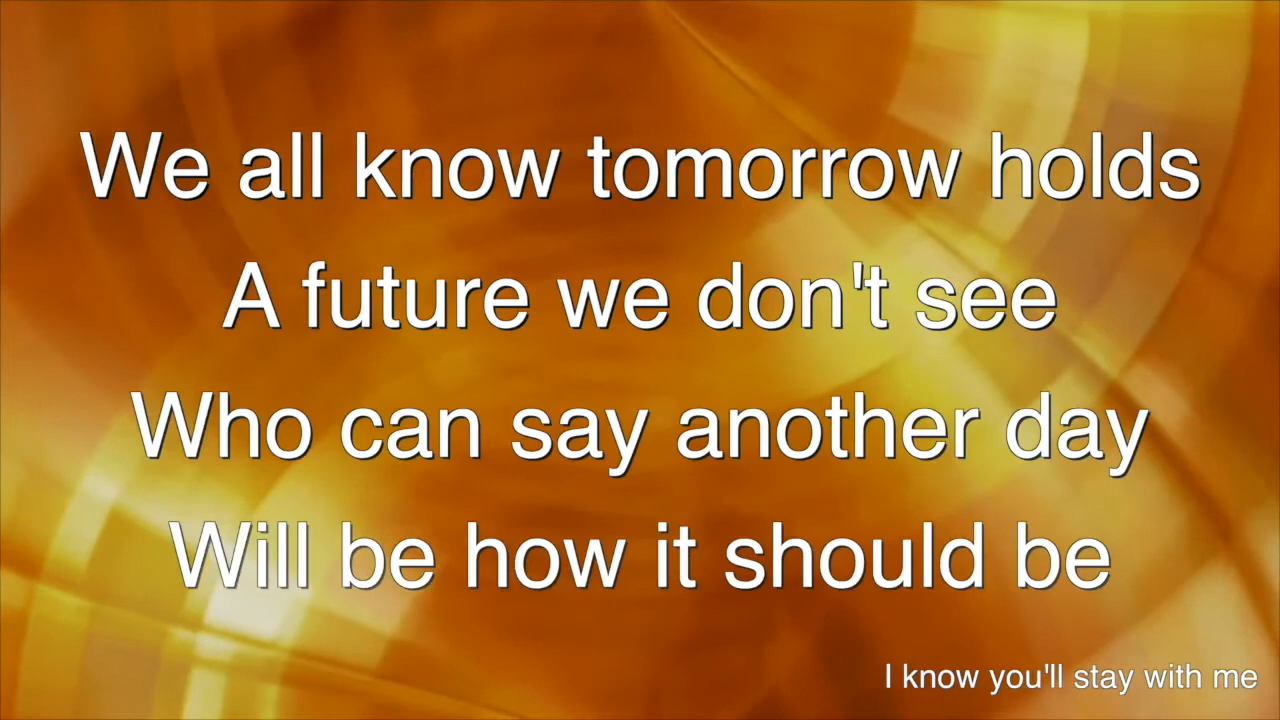 We all know tomorrow holds
A future we don't see
Who can say another day
Will be how it should be
I know you'll stay with me